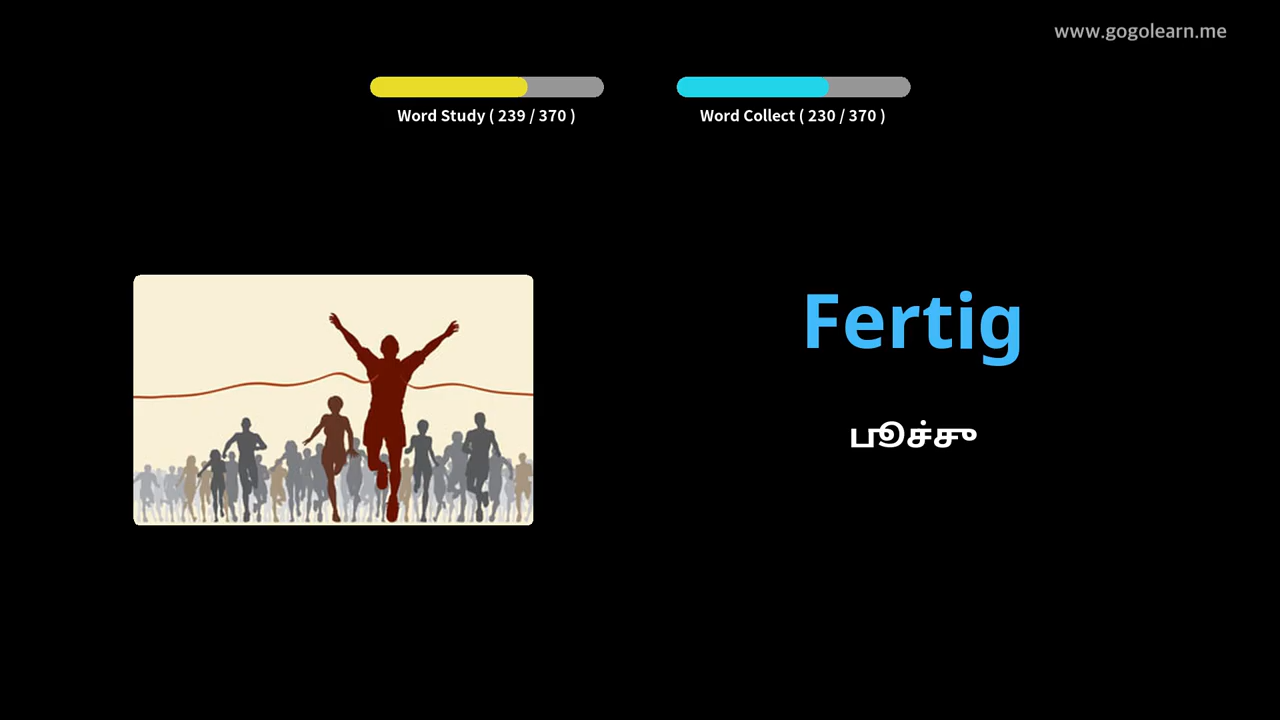 www.gogolearn.me
Word Study ( 239 / 370 )
Word Collect ( 230 / 370 )
Fertig
பூச்சு